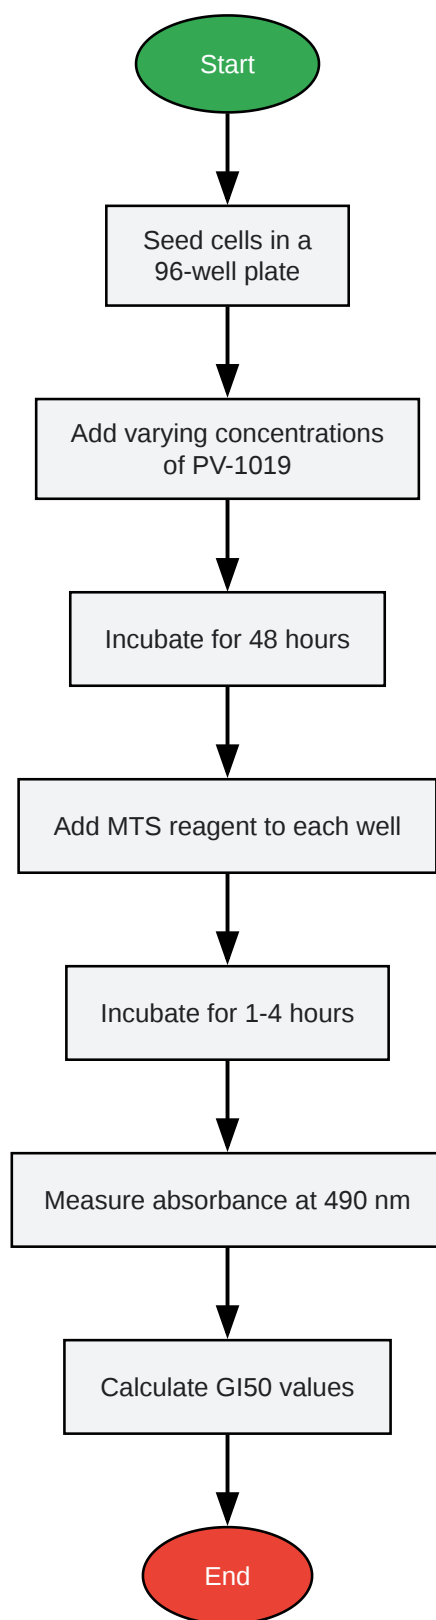 Start
Seed cells in a
96-well plate
Add varying concentrations
of PV-1019
Incubate for 48 hours
Add MTS reagent to each well
Incubate for 1-4 hours
Measure absorbance at 490 nm
Calculate GI50 values
End